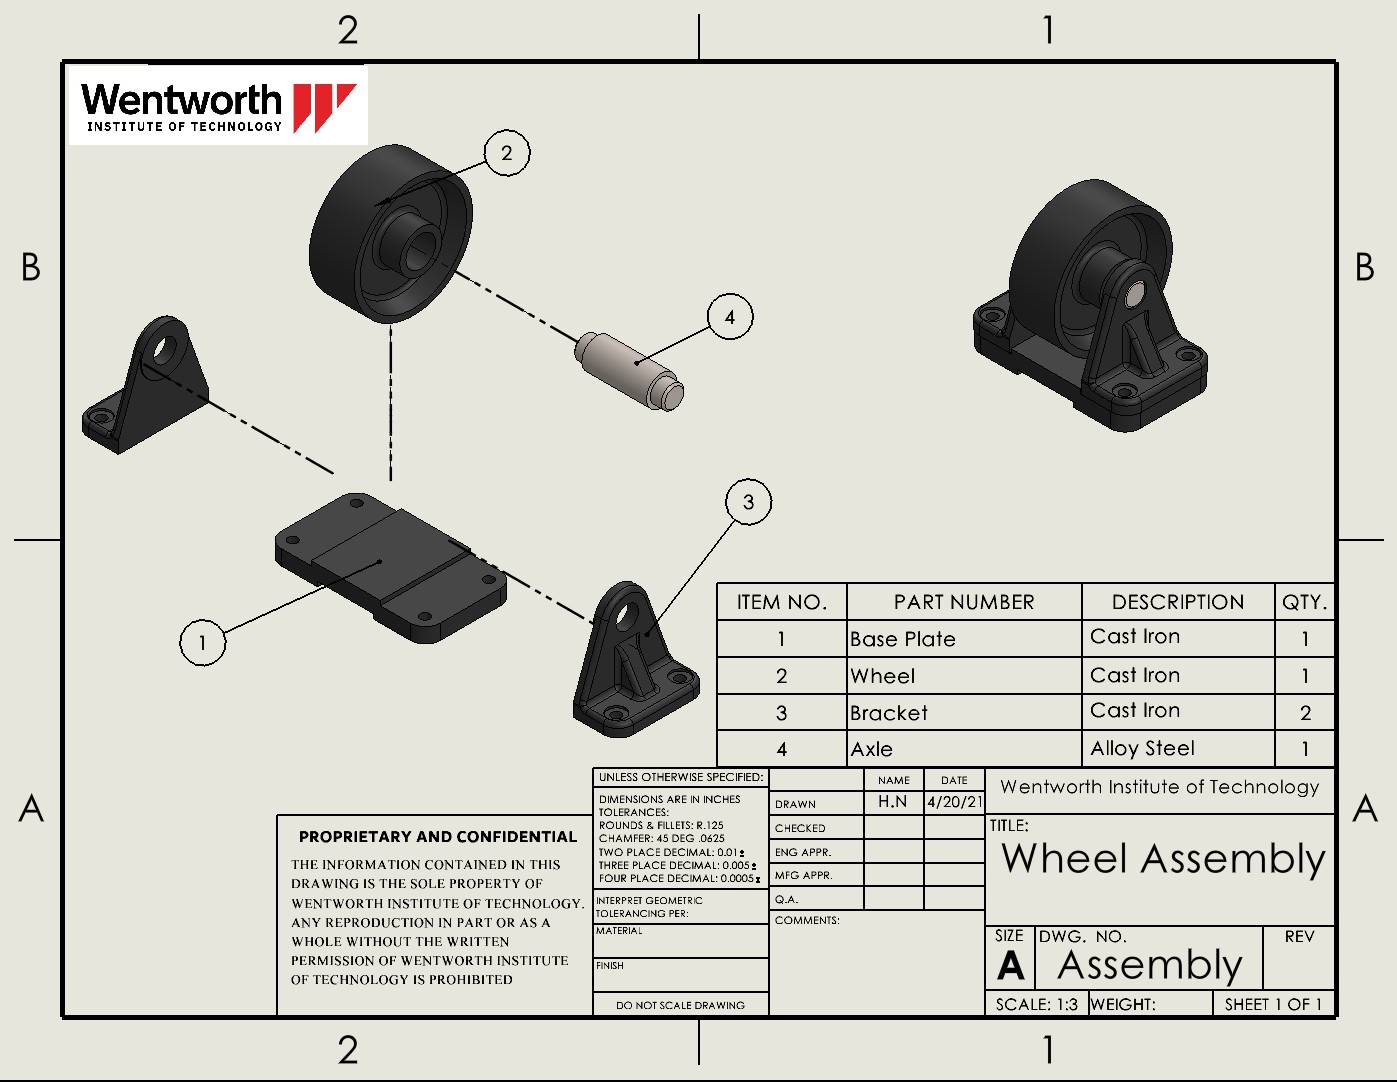 2
1
Wentworth
INSTITUTE OF TECHNOLOGY
2
B
B
4
3
1
ITEM NO. PART NUMBER DESCRIPTION QTY.
1 Base Plate Cast Iron 1
2 Wheel Cast Iron 1
3 Bracket Cast Iron 2
4 Axle Alloy Steel 1
A
A
PROPRIETARY AND CONFIDENTIAL
THE INFORMATION CONTAINED IN THIS
DRAWING IS THE SOLE PROPERTY OF
WENTWORTH INSTITUTE OF TECHNOLOGY.
ANY REPRODUCTION IN PART OR AS A
WHOLE WITHOUT THE WRITTEN
PERMISSION OF WENTWORTH INSTITUTE
OF TECHNOLOGY IS PROHIBITED
UNLESS OTHERWISE SPECIFIED:
DIMENSIONS ARE IN INCHES
TOLERANCES:
ROUNDS & FILLETS: R.125
CHAMFER: 45 DEG .0625
TWO PLACE DECIMAL: 0.01±
THREE PLACE DECIMAL: 0.005±
FOUR PLACE DECIMAL: 0.0005±
INTERPRET GEOMETRIC
TOLERANCING PER:
MATERIAL
FINISH
DO NOT SCALE DRAWING
NAME DATE
DRAWN H.N 4/20/21
CHECKED
ENG APPR.
MFG APPR.
Q.A.
COMMENTS:
Wentworth Institute of Technology
TITLE:
Wheel Assembly
SIZE DWG. NO. REV
A Assembly
SCALE: 1:3 WEIGHT: SHEET 1 OF 1
2
1